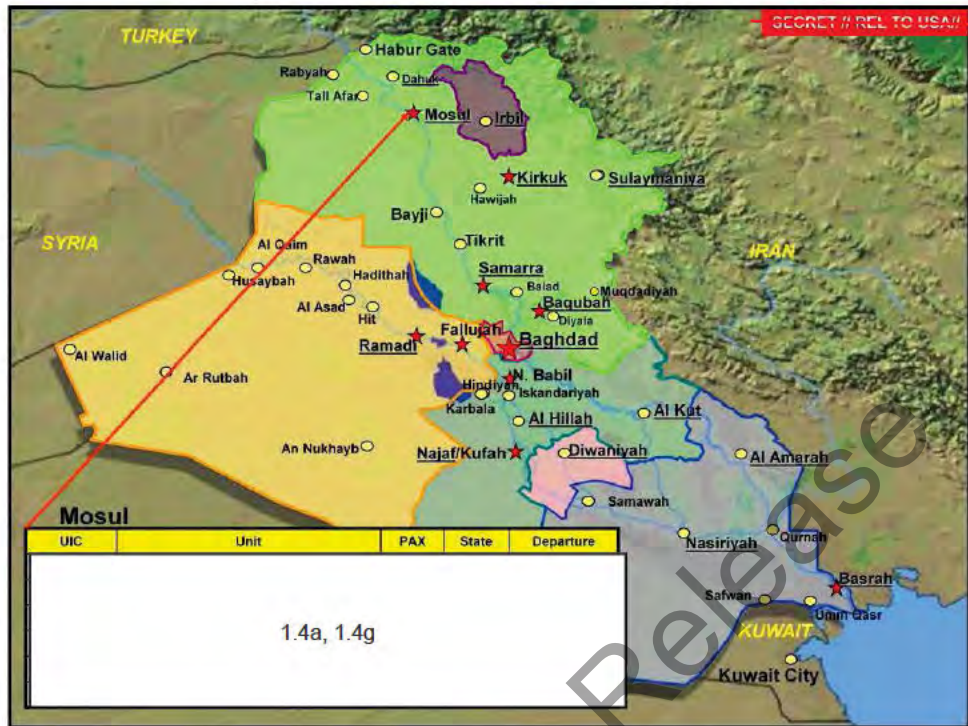 SECRET // REL TO USA//
TURKEY
Habur Gate
Rabyah
Dahuk
Tall Afar
Mosul
Irbil
Kirkuk
Sulaymaniya
Hawijah
Bayji
SYRIA
Tikrit
IRAN
Al Qaim
Rawah
Husaybah
Hadithah
Samarra
Balad
Muqdadiyah
Al Asad
Baqubah
Hit
Diyala
Fallujah
Ramadi
Baghdad
Al Walid
Ar Rutbah
N. Babil
Hindiyah
Iskandariyah
Karbala
Al Hillah
Al Kut
An Nukhayb
Najaf/Kufah
Diwaniyah
Al Amarah
Samawah
Mosul
UIC Unit PAX State Departure
Nasiriyah
Qurnah
Basrah
Safwan
Umm Qasr
1.4a, 1.4g
KUWAIT
Kuwait City
Release